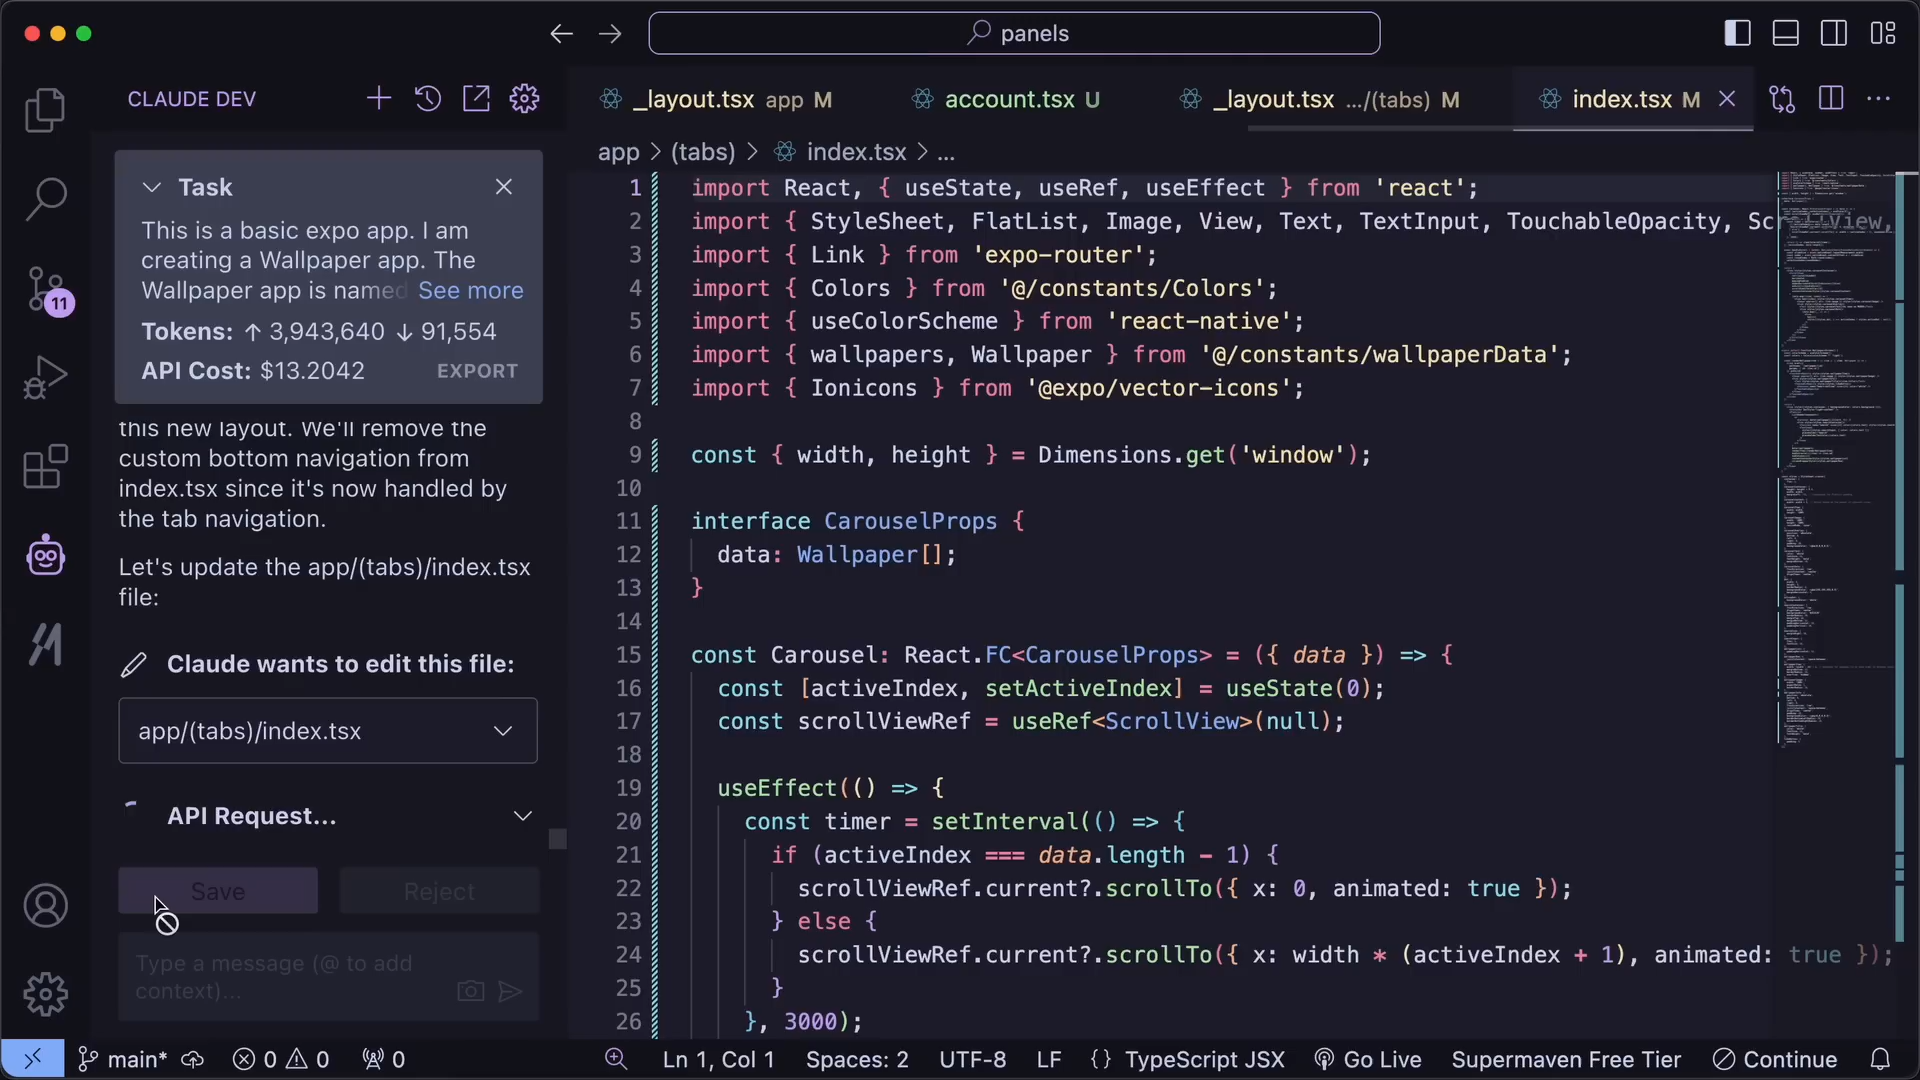 panels
CLAUDE DEV
_layout.tsx app M
account.tsx U
_layout.tsx .../(tabs) M
index.tsx M
Task
This is a basic expo app. I am
creating a Wallpaper app. The
Wallpaper app is named See more
Tokens: ↑ 3,943,640 ↓ 91,554
API Cost: $13.2042 EXPORT
this new layout. We'll remove the
custom bottom navigation from
index.tsx since it's now handled by
the tab navigation.
Let's update the app/(tabs)/index.tsx
file:
Claude wants to edit this file:
app/(tabs)/index.tsx
API Request...
Save Reject
Type a message (@ to add
context)...
11
app > (tabs) > index.tsx > ...
1 import React, { useState, useRef, useEffect } from 'react';
2 import { StyleSheet, FlatList, Image, View, Text, TextInput, TouchableOpacity, ScrollView,
3 import { Link } from 'expo-router';
4 import { Colors } from '@/constants/Colors';
5 import { useColorScheme } from 'react-native';
6 import { wallpapers, Wallpaper } from '@/constants/wallpaperData';
7 import { Ionicons } from '@expo/vector-icons';
8
9 const { width, height } = Dimensions.get('window');
10
11 interface CarouselProps {
12 data: Wallpaper[];
13 }
14
15 const Carousel: React.FC<CarouselProps> = ({ data }) => {
16 const [activeIndex, setActiveIndex] = useState(0);
17 const scrollViewRef = useRef<ScrollView>(null);
18
19 useEffect(() => {
20 const timer = setInterval(() => {
21 if (activeIndex === data.length - 1) {
22 scrollViewRef.current?.scrollTo({ x: 0, animated: true });
23 } else {
24 scrollViewRef.current?.scrollTo({ x: width * (activeIndex + 1), animated: true });
25 }
26 }, 3000);
main* 0 0 0 Ln 1, Col 1 Spaces: 2 UTF-8 LF {} TypeScript JSX Go Live Supermaven Free Tier Continue